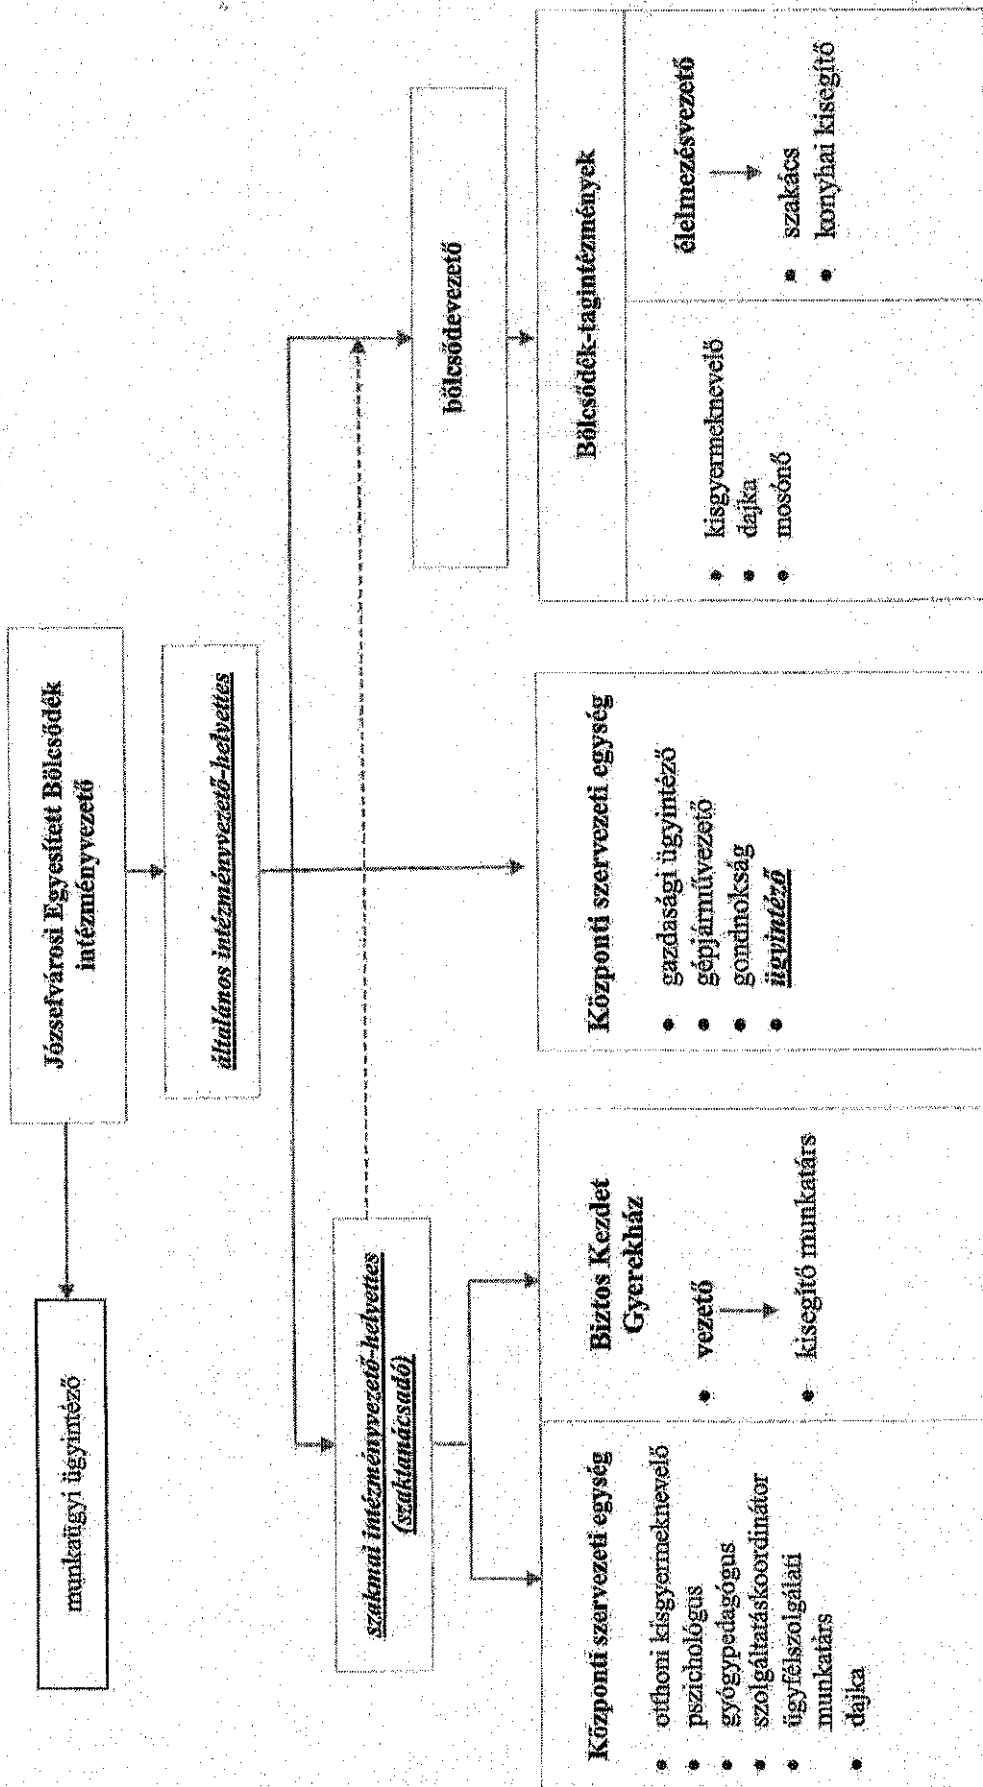 Józsefvárosi Egyesített Bölcsődék
intézményvezető
munkaügyi ügyintéző
általános intézményvezető-helyettes
szakmai intézményvezető-helyettes
(szaktanácsadó)
bölcsődevezető
Központi szervezeti egység
• otthoni kisgyermeknevelő
• pszichológus
• gyógypedagógus
• szolgáltatáskoordinátor
• ügyfélszolgálati
munkatárs
• dajka
Biztos Kezdet
Gyerekház
• vezető
• kisegítő munkatárs
Központi szervezeti egység
• gazdasági ügyintéző
• gépjárművezető
• gondnokság
• ügyintéző
Bölcsődék-tagintézmények
• kisgyermeknevelő
• dajka
• mosónő
élelmezésvezető
• szakács
• konyhai kisegítő